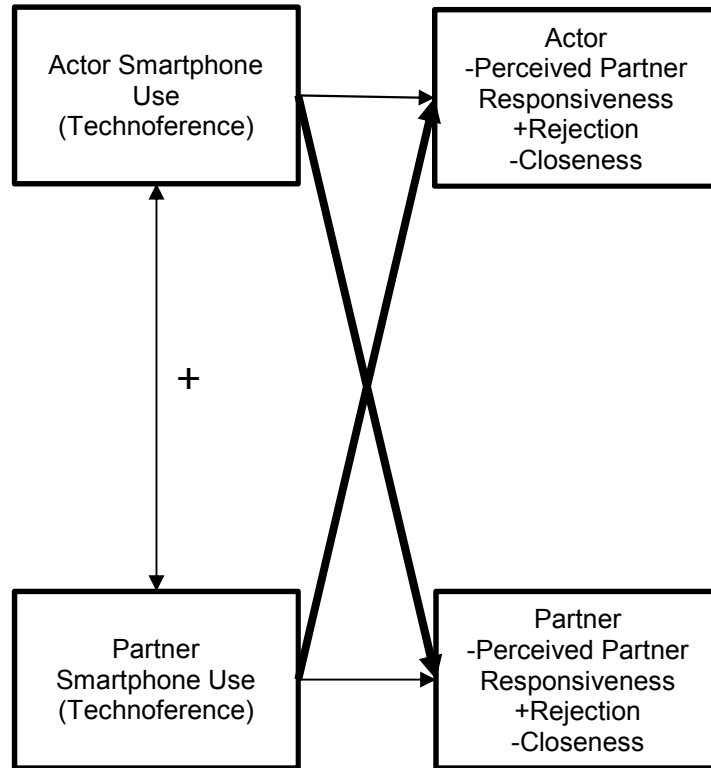 Actor Smartphone
Use
(Technoference)
Actor
-Perceived Partner
Responsiveness
+Rejection
-Closeness
+
Partner
Smartphone Use
(Technoference)
Partner
-Perceived Partner
Responsiveness
+Rejection
-Closeness